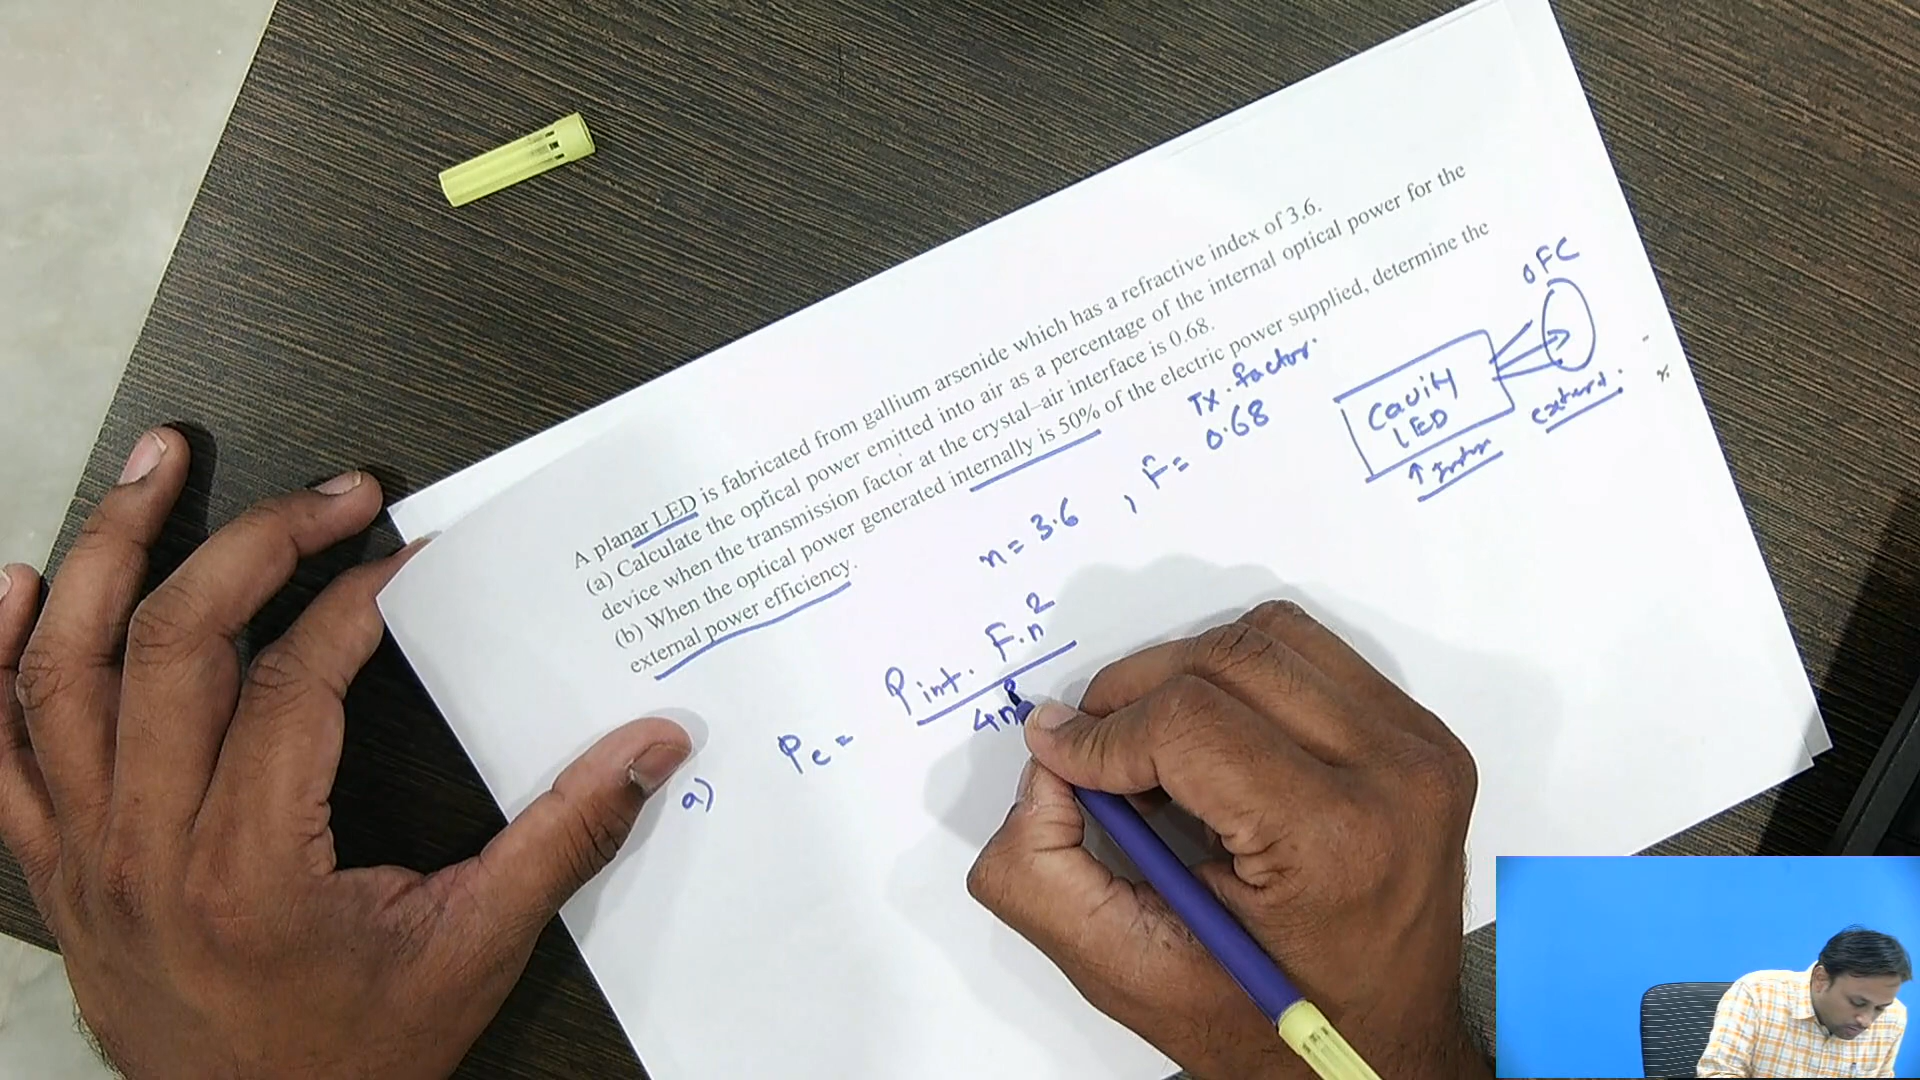 A planar LED is fabricated from gallium arsenide which has a refractive index of 3.6.
(a) Calculate the optical power emitted into air as a percentage of the internal optical power for the
device when the transmission factor at the crystal–air interface is 0.68.
(b) When the optical power generated internally is 50% of the electric power supplied, determine the
external power efficiency.
OFC
Cavity
LED
TX. factor.
n = 3.6 , F = 0.68
a) Pe = Pint. F.n2
4n